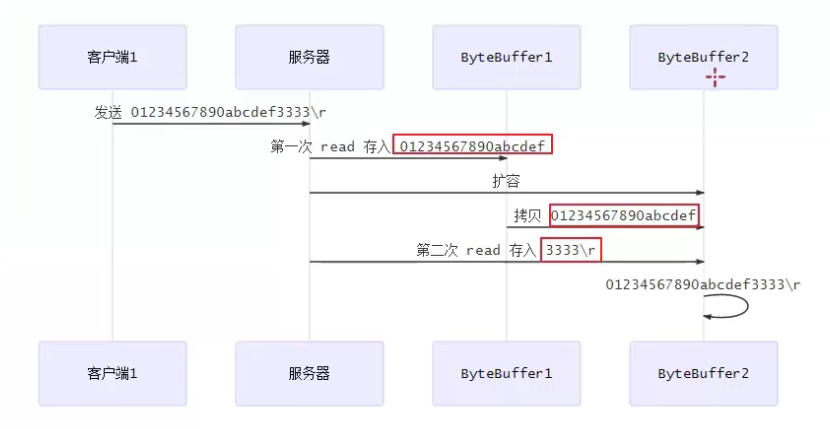 客户端1 服务器 ByteBuffer1 ByteBuffer2
发送 01234567890abcdef3333\r
第一次 read 存入 01234567890abcdef
扩容
拷贝 01234567890abcdef
第二次 read 存入 3333\r
01234567890abcdef3333\r
客户端1 服务器 ByteBuffer1 ByteBuffer2